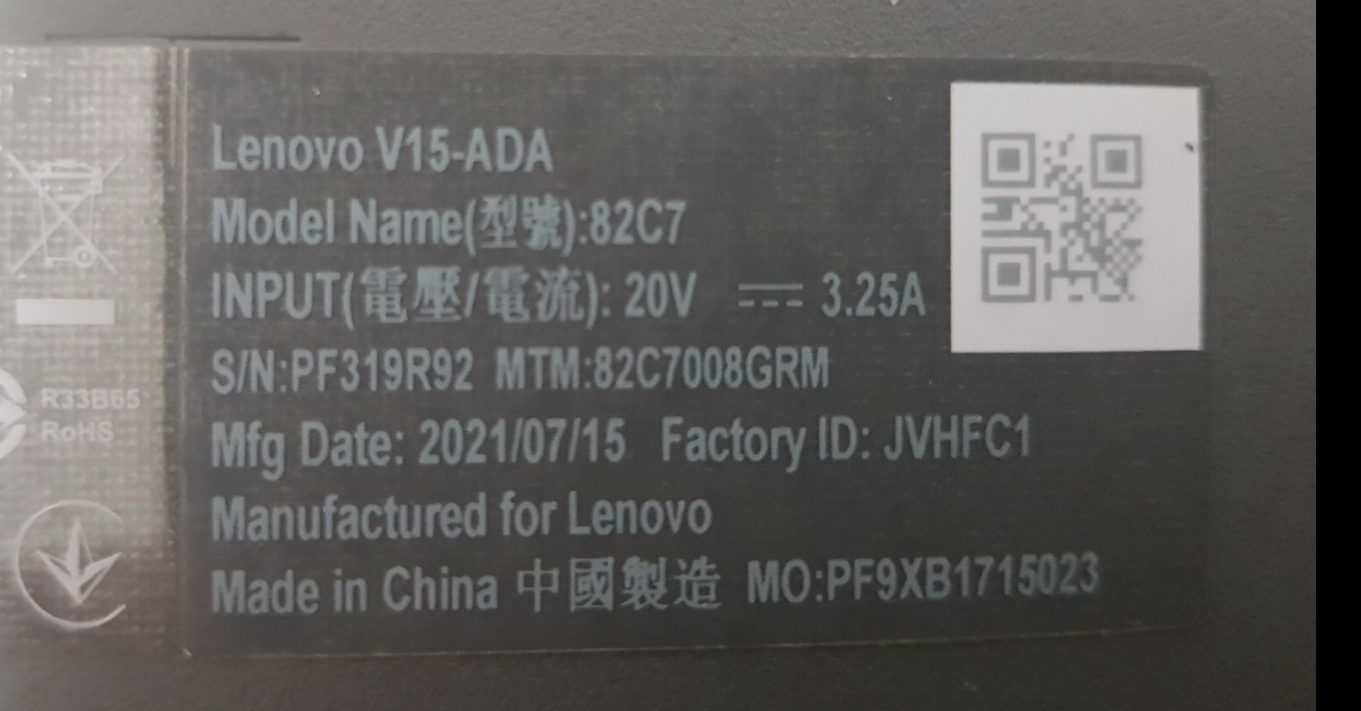 Lenovo V15-ADA
Model Name(型號):82C7
INPUT(電壓/電流): 20V ⎓ 3.25A
S/N:PF319R92 MTM:82C7008GRM
Mfg Date: 2021/07/15 Factory ID: JVHFC1
Manufactured for Lenovo
Made in China 中國製造 MO:PF9XB1715023
R33B65
RoHS